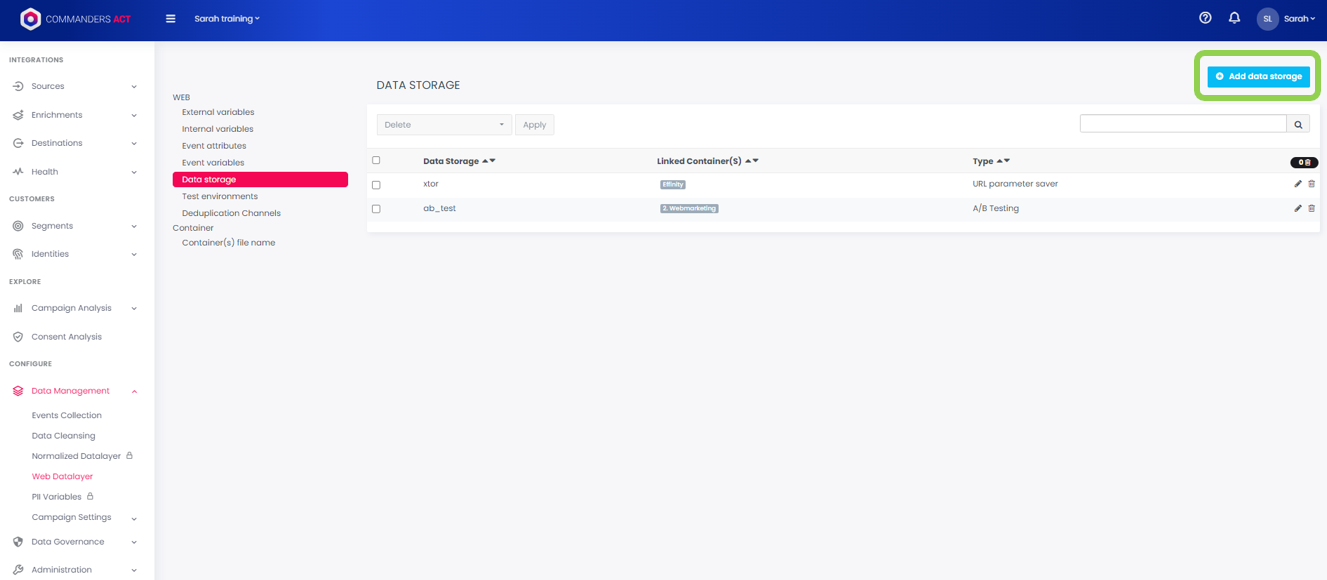 COMMANDERS ACT
Sarah training
SL
Sarah
INTEGRATIONS
Sources
Enrichments
Destinations
Health
CUSTOMERS
Segments
Identities
EXPLORE
Campaign Analysis
Consent Analysis
CONFIGURE
Data Management
Events Collection
Data Cleansing
Normalized Datalayer
Web Datalayer
PII Variables
Campaign Settings
Data Governance
Administration
WEB
External variables
Internal variables
Event attributes
Event variables
Data storage
Test environments
Deduplication Channels
Container
Container(s) file name
DATA STORAGE
Add data storage
Delete
Apply
Data Storage Linked Container(S) Type 0
xtor Effinity URL parameter saver
ab_test 2. Webmarketing A/B Testing